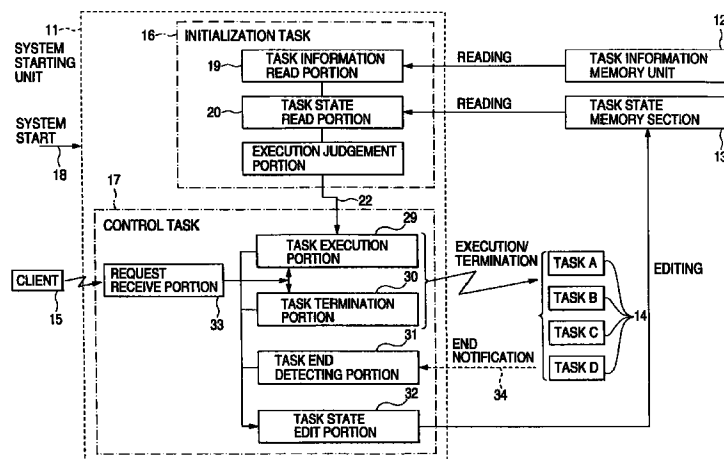 11
SYSTEM
STARTING
UNIT
16
INITIALIZATION TASK
19
TASK INFORMATION
READ PORTION
READING
12
TASK INFORMATION
MEMORY UNIT
20
TASK STATE
READ PORTION
READING
TASK STATE
MEMORY SECTION
13
EXECUTION JUDGEMENT
PORTION
SYSTEM
START
18
22
17
CONTROL TASK
29
TASK EXECUTION
PORTION
CLIENT
15
REQUEST
RECEIVE PORTION
33
30
TASK TERMINATION
PORTION
EXECUTION/
TERMINATION
TASK A
TASK B
TASK C
TASK D
14
EDITING
31
TASK END
DETECTING PORTION
END
NOTIFICATION
34
32
TASK STATE
EDIT PORTION